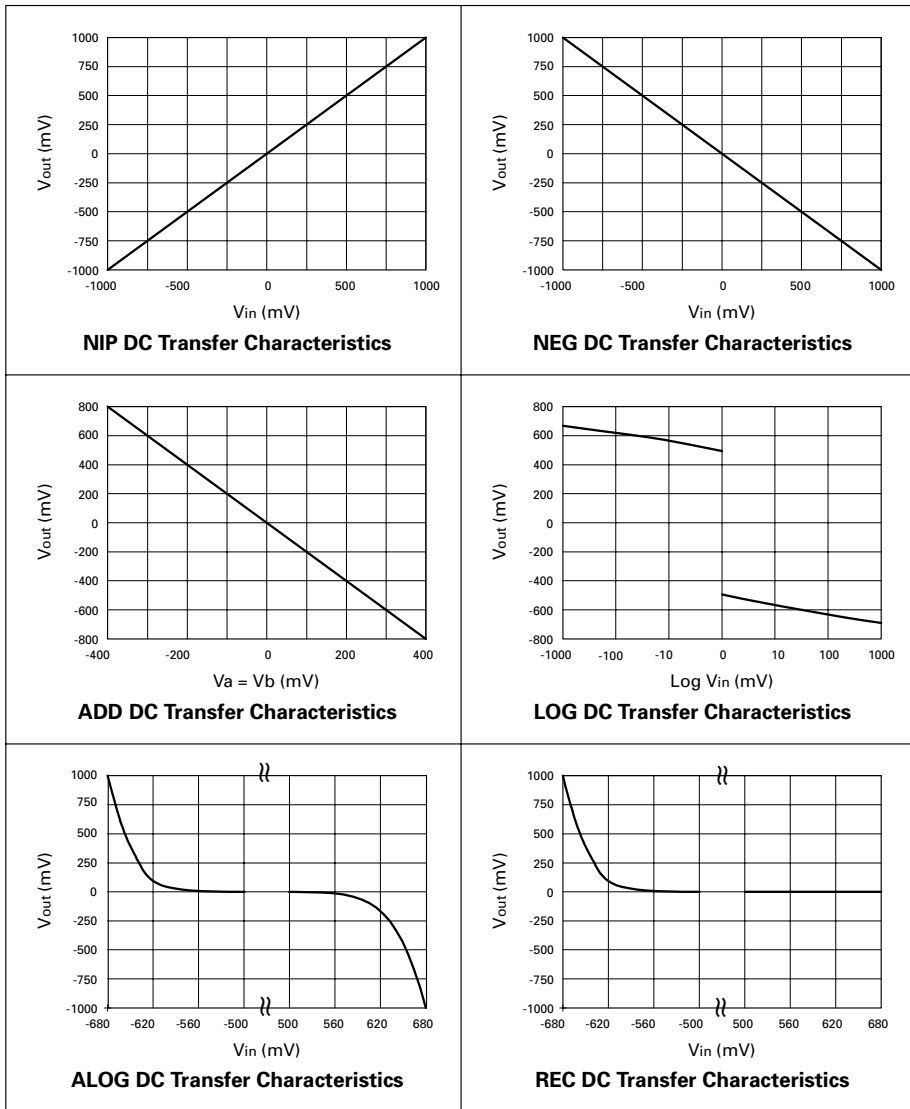 1000
750
500
250
0
-250
-500
-750
-1000
Vout (mV)
-1000 -500 0 500 1000
Vin (mV)
NIP DC Transfer Characteristics
1000
750
500
250
0
-250
-500
-750
-1000
Vout (mV)
-1000 -500 0 500 1000
Vin (mV)
NEG DC Transfer Characteristics
800
600
400
200
0
-200
-400
-600
-800
Vout (mV)
-400 -200 0 200 400
Va = Vb (mV)
ADD DC Transfer Characteristics
800
600
400
200
0
-200
-400
-600
-800
Vout (mV)
-1000 -100 -10 0 10 100 1000
Log Vin (mV)
LOG DC Transfer Characteristics
1000
750
500
250
0
-250
-500
-750
-1000
Vout (mV)
-680 -620 -560 -500 500 560 620 680
Vin (mV)
ALOG DC Transfer Characteristics
1000
750
500
250
0
-250
-500
-750
-1000
Vout (mV)
-680 -620 -560 -500 500 560 620 680
Vin (mV)
REC DC Transfer Characteristics